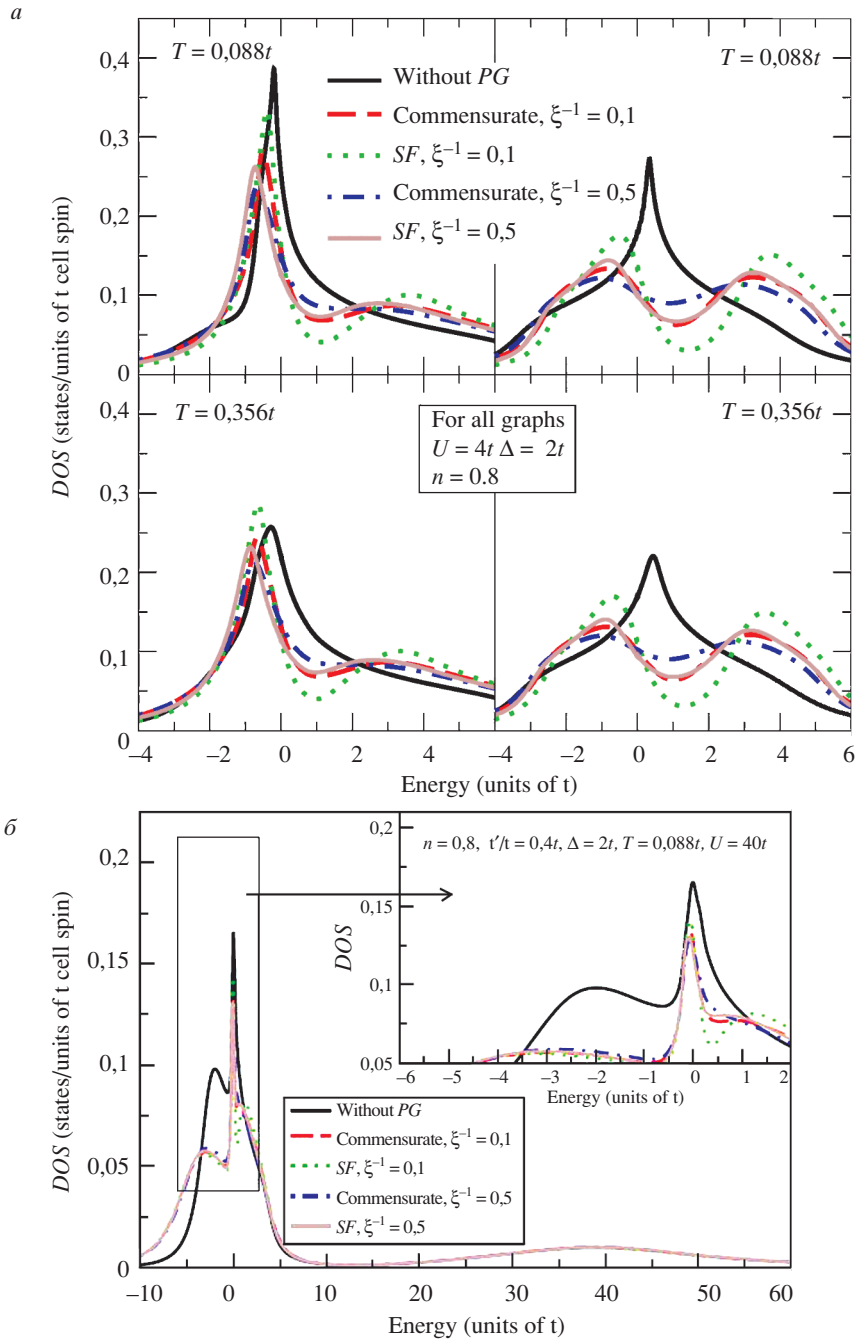 а
T = 0,088t
T = 0,088t
Without PG
Commensurate, ξ⁻¹ = 0,1
SF, ξ⁻¹ = 0,1
Commensurate, ξ⁻¹ = 0,5
SF, ξ⁻¹ = 0,5
0,4
0,3
0,2
0,1
0
DOS (states/units of t cell spin)
T = 0,356t
T = 0,356t
For all graphs
U = 4t Δ = 2t
n = 0.8
0,4
0,3
0,2
0,1
0
DOS (states/units of t cell spin)
–4 –2 0 2 4 –4 –2 0 2 4 6
Energy (units of t)
б
0,2
0,15
0,1
0,05
0
DOS (states/units of t cell spin)
n = 0,8, t'/t = 0,4t, Δ = 2t, T = 0,088t, U = 40t
0,2
0,15
0,1
0,05
DOS
–6 –5 –4 –3 –2 –1 0 1 2
Energy (units of t)
Without PG
Commensurate, ξ⁻¹ = 0,1
SF, ξ⁻¹ = 0,1
Commensurate, ξ⁻¹ = 0,5
SF, ξ⁻¹ = 0,5
–10 0 10 20 30 40 50 60
Energy (units of t)